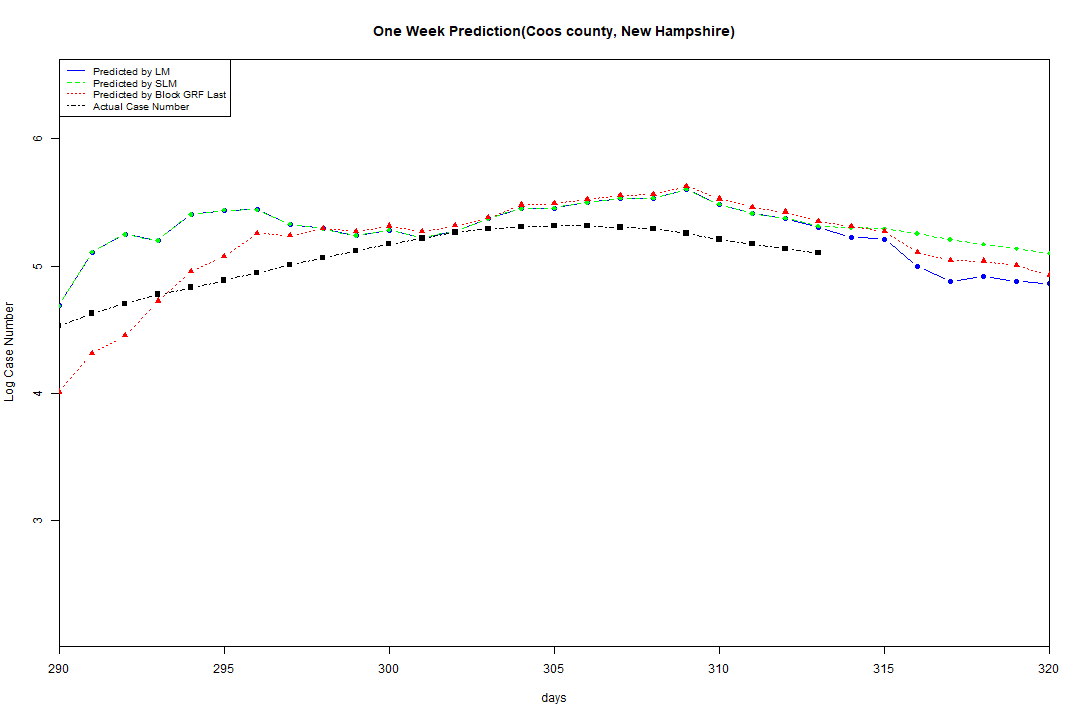 One Week Prediction(Coos county, New Hampshire)
Predicted by LM
Predicted by SLM
Predicted by Block GRF Last
Actual Case Number
6
5
4
3
Log Case Number
290 295 300 305 310 315 320
days